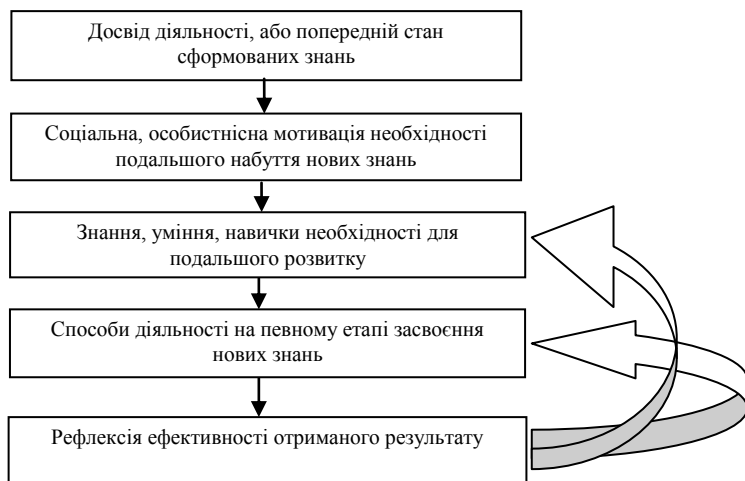 Досвід діяльності, або попередній стан
сформованих знань
Соціальна, особистнісна мотивація необхідності
подальшого набуття нових знань
Знання, уміння, навички необхідності для
подальшого розвитку
Способи діяльності на певному етапі засвоєння
нових знань
Рефлексія ефективності отриманого результату